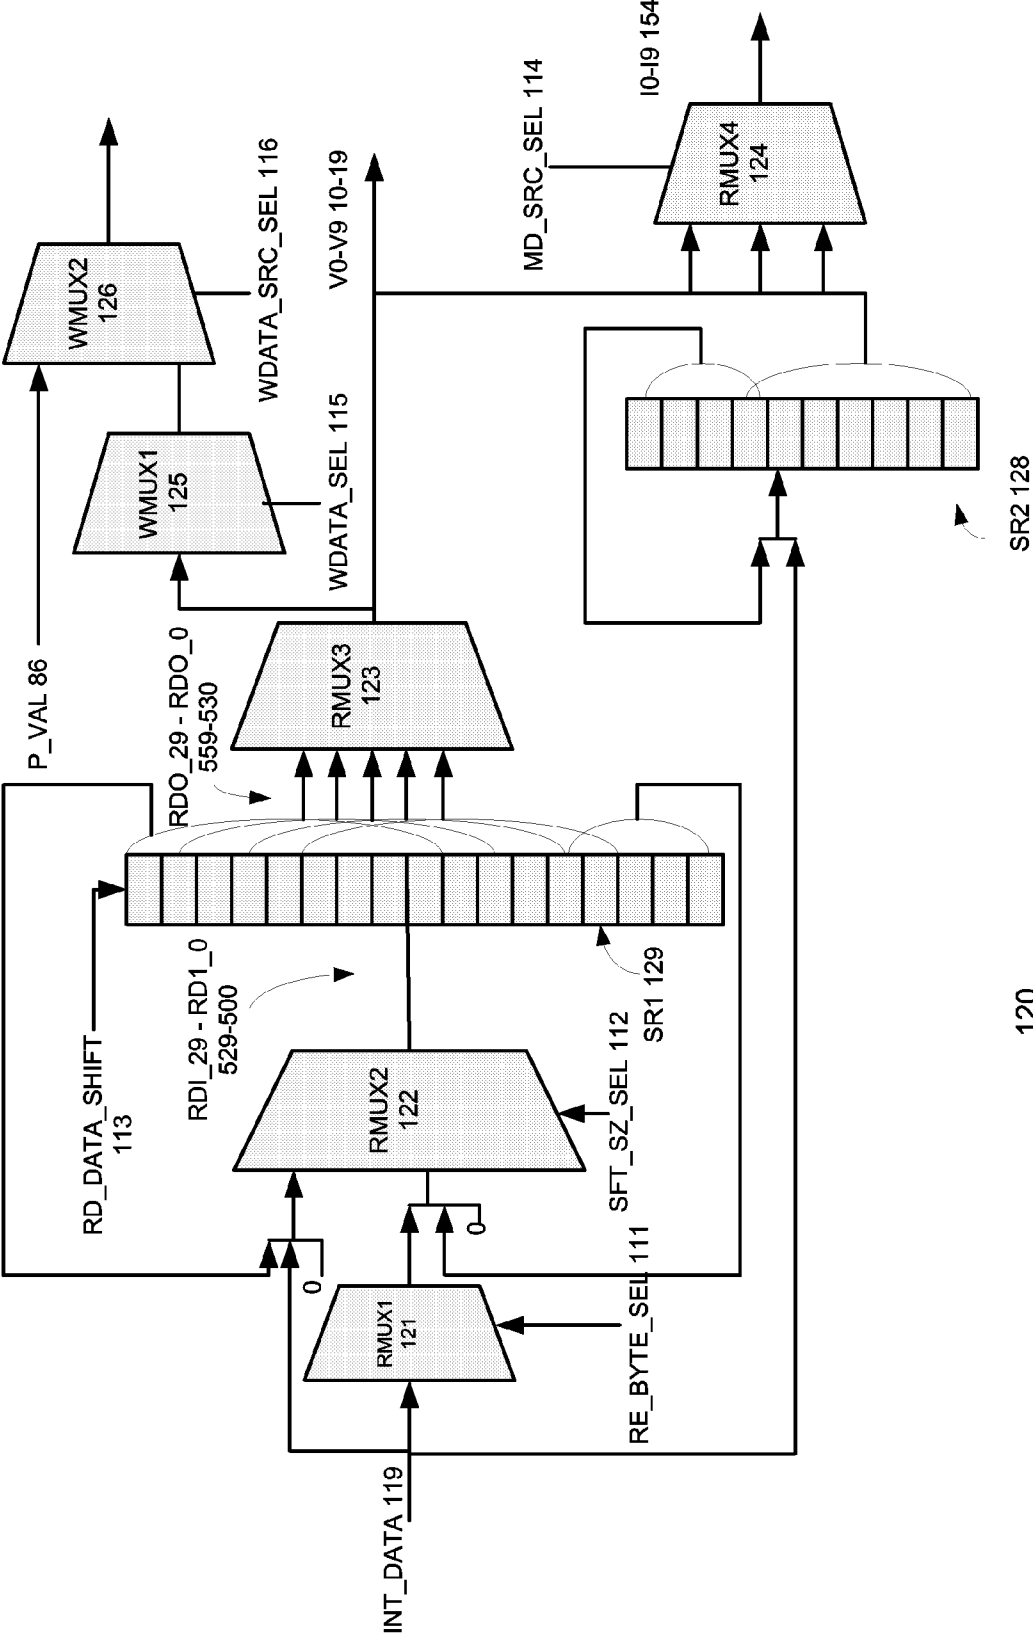 INT_DATA 119
RMUX1
121
RE_BYTE_SEL 111
0
0
RD_DATA_SHIFT
113
RMUX2
122
SFT_SZ_SEL 112
RDI_29 - RD1_0
529-500
SR1 129
RDO_29 - RDO_0
559-530
RMUX3
123
P_VAL 86
WMUX1
125
WDATA_SEL 115
WMUX2
126
WDATA_SRC_SEL 116
V0-V9 10-19
SR2 128
MD_SRC_SEL 114
RMUX4
124
I0-I9 154
120